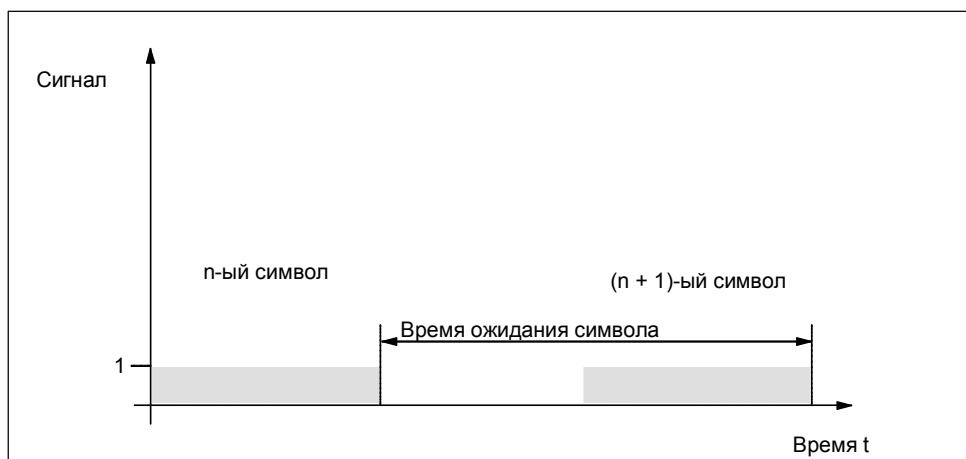 Сигнал
n-ый символ
(n + 1)-ый символ
Время ожидания символа
1
Время t